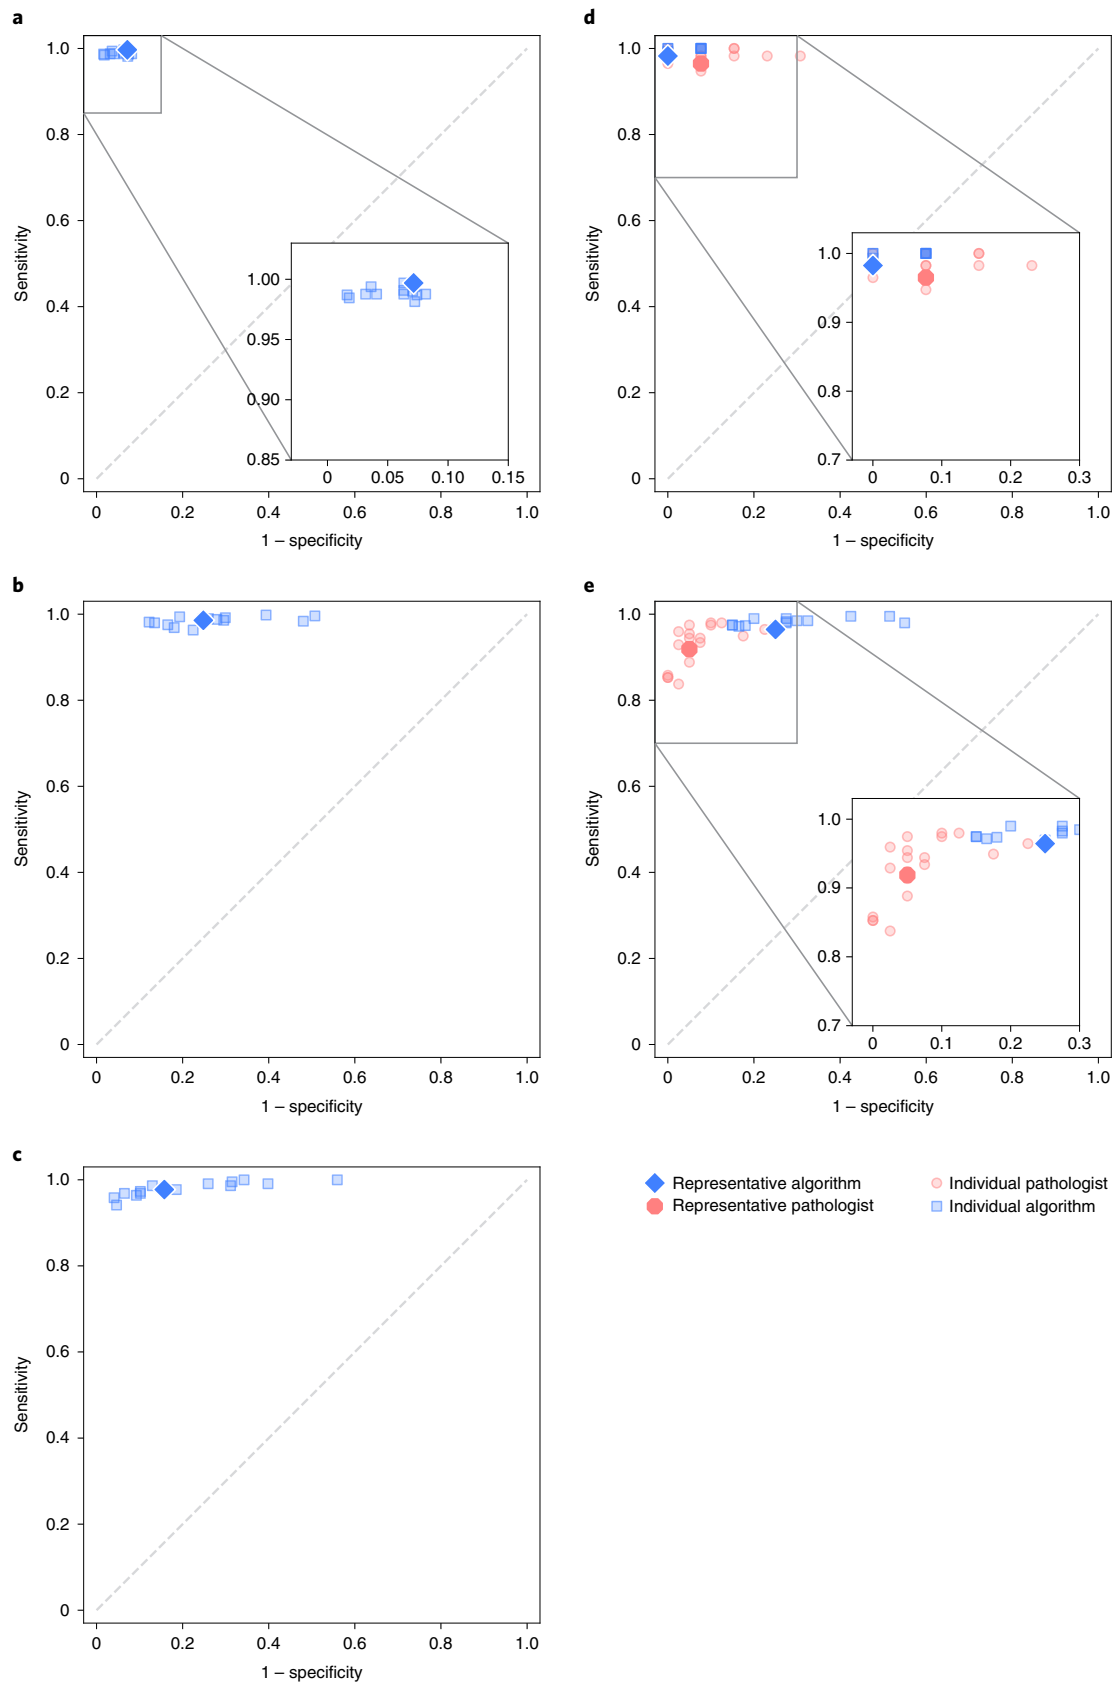 a
1.0
0.8
0.6
0.4
0.2
0
Sensitivity
1.00
0.95
0.90
0.85
0 0.05 0.10 0.15
0 0.2 0.4 0.6 0.8 1.0
1 – specificity
d
1.0
0.8
0.6
0.4
0.2
0
Sensitivity
1.0
0.9
0.8
0.7
0 0.1 0.2 0.3
0 0.2 0.4 0.6 0.8 1.0
1 – specificity
b
1.0
0.8
0.6
0.4
0.2
0
Sensitivity
0 0.2 0.4 0.6 0.8 1.0
1 – specificity
e
1.0
0.8
0.6
0.4
0.2
0
Sensitivity
1.0
0.9
0.8
0.7
0 0.1 0.2 0.3
0 0.2 0.4 0.6 0.8 1.0
1 – specificity
c
1.0
0.8
0.6
0.4
0.2
0
Sensitivity
0 0.2 0.4 0.6 0.8 1.0
1 – specificity
Representative algorithm
Representative pathologist
Individual pathologist
Individual algorithm